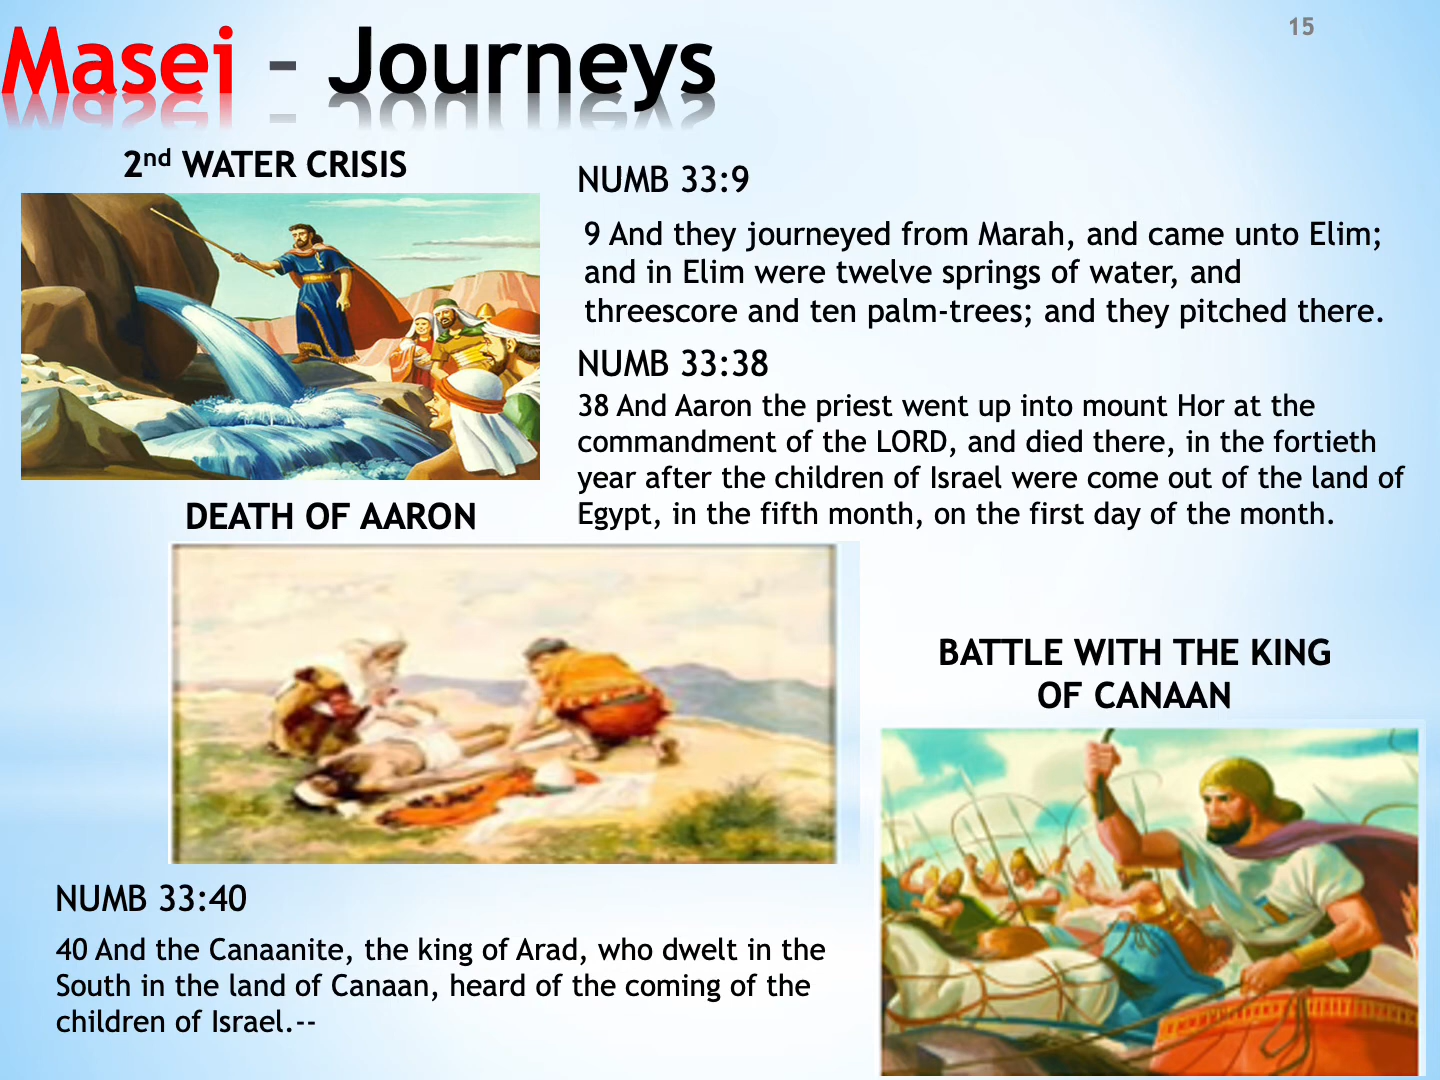 15
Masei – Journeys
2nd WATER CRISIS
NUMB 33:9
9 And they journeyed from Marah, and came unto Elim;
and in Elim were twelve springs of water, and
threescore and ten palm-trees; and they pitched there.
NUMB 33:38
38 And Aaron the priest went up into mount Hor at the
commandment of the LORD, and died there, in the fortieth
year after the children of Israel were come out of the land of
Egypt, in the fifth month, on the first day of the month.
DEATH OF AARON
BATTLE WITH THE KING
OF CANAAN
NUMB 33:40
40 And the Canaanite, the king of Arad, who dwelt in the
South in the land of Canaan, heard of the coming of the
children of Israel.--